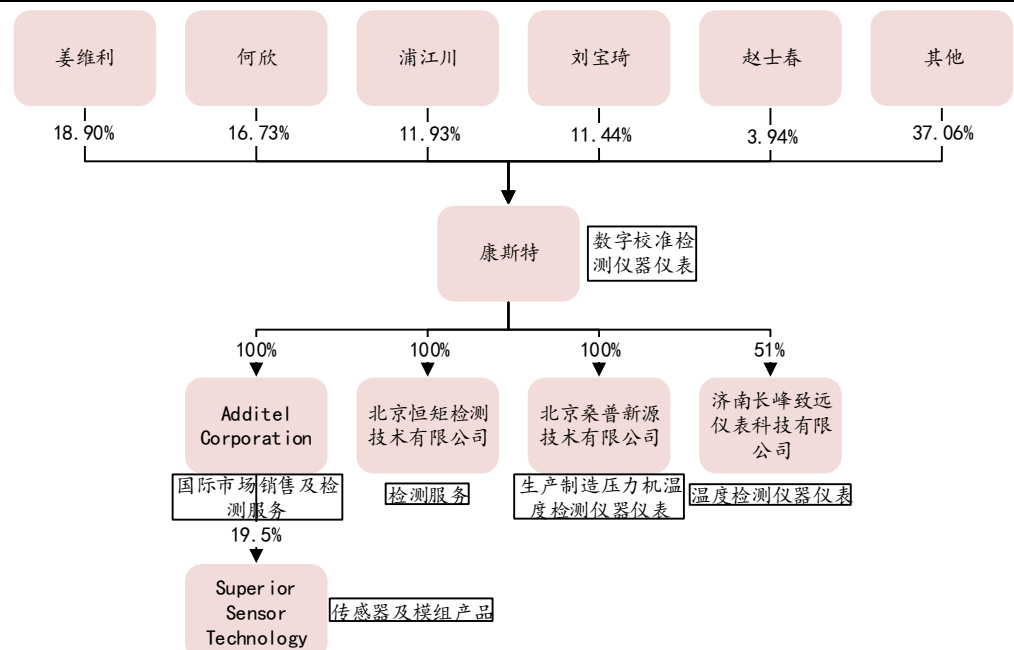 姜维利
何欣
浦江川
刘宝琦
赵士春
其他
18.90%
16.73%
11.93%
11.44%
3.94%
37.06%
康斯特
数字校准检
测仪器仪表
100%
100%
100%
51%
Additel
Corporation
北京恒矩检测
技术有限公司
北京桑普新源
技术有限公司
济南长峰致远
仪表科技有限
公司
国际市场销售及检
测服务
检测服务
生产制造压力机温
度检测仪器仪表
温度检测仪器仪表
19.5%
Superior
Sensor
Technology
传感器及模组产品